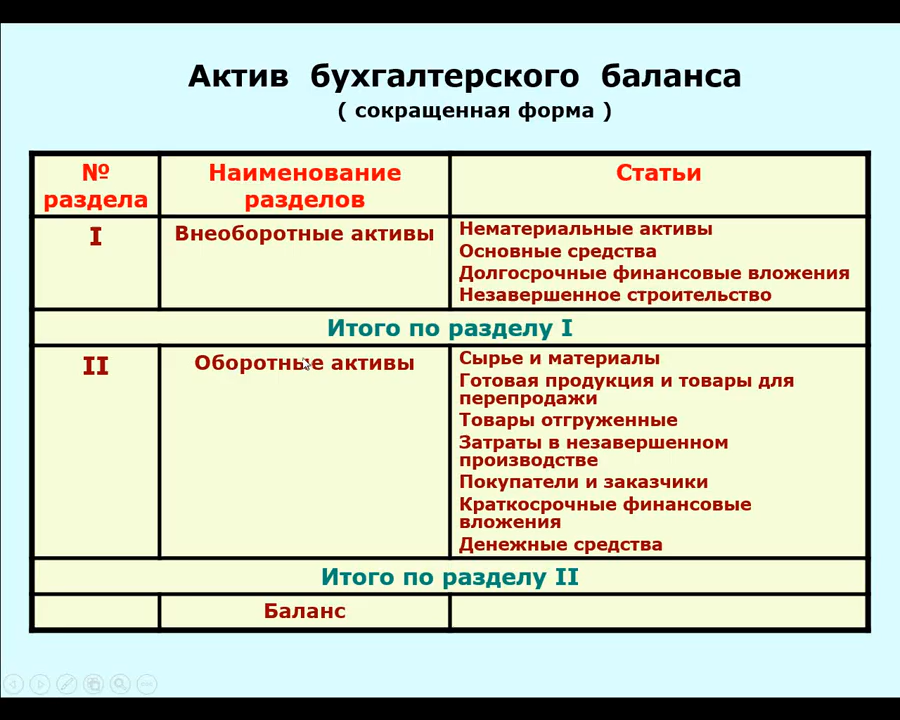 Актив бухгалтерского баланса
( сокращенная форма )
№ раздела
Наименование разделов
Статьи
I
Внеоборотные активы
Нематериальные активы
Основные средства
Долгосрочные финансовые вложения
Незавершенное строительство
Итого по разделу I
II
Оборотные активы
Сырье и материалы
Готовая продукция и товары для
перепродажи
Товары отгруженные
Затраты в незавершенном
производстве
Покупатели и заказчики
Краткосрочные финансовые
вложения
Денежные средства
Итого по разделу II
Баланс